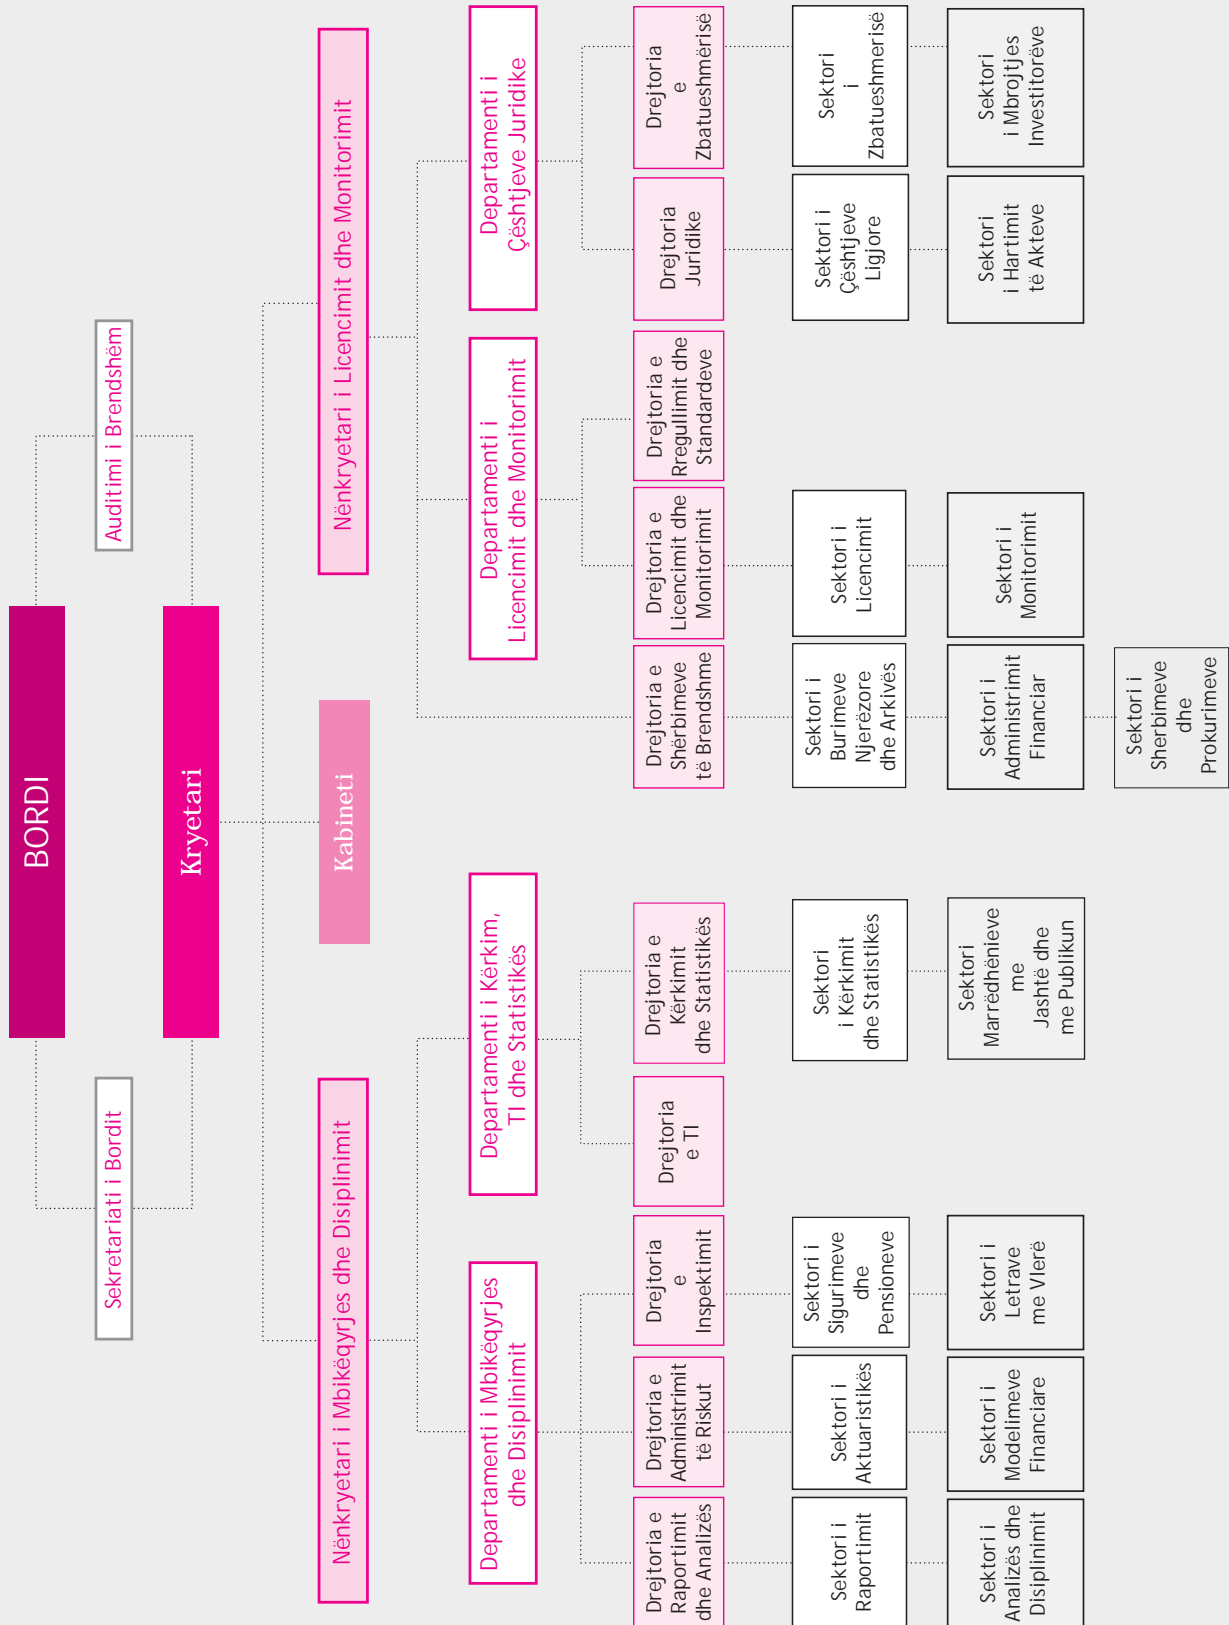 BORDI
Sekretariati i Bordit
Auditimi i Brendshëm
Kryetari
Nënkryetari i Mbikëqyrjes dhe Disiplinimit
Kabineti
Nënkryetari i Licencimit dhe Monitorimit
Departamenti i Mbikëqyrjes
dhe Disiplinimit
Departamenti i Kërkim,
TI dhe Statistikës
Departamenti i
Licencimit dhe Monitorimit
Departamenti i
Çështjeve Juridike
Drejtoria e
Raportimit
dhe Analizës
Drejtoria e
Administrimit
të Riskut
Drejtoria
e
Inspektimit
Drejtoria
e TI
Drejtoria e
Kërkimit
dhe Statistikës
Drejtoria e
Shërbimeve
të Brendshme
Drejtoria e
Licencimit dhe
Monitorimit
Drejtoria e
Rregullimit dhe
Standardeve
Drejtoria
Juridike
Drejtoria
e
Zbatueshmërisë
Sektori i
Raportimit
Sektori i
Aktuaristikës
Sektori i
Sigurimeve
dhe
Pensioneve
Sektori
i Kërkimit
dhe Statistikës
Sektori i
Burimeve
Njerëzore
dhe Arkivës
Sektori i
Licencimit
Sektori i
Çështjeve
Ligjore
Sektori
i
Zbatueshmerisë
Sektori i
Analizës dhe
Disiplinimit
Sektori i
Modelimeve
Financiare
Sektori i
Letrave
me Vlerë
Sektori
Marrëdhënieve
me
Jashtë dhe
me Publikun
Sektori i
Administrimit
Financiar
Sektori i
Monitorimit
Sektori
i Hartimit
të Akteve
Sektori
i Mbrojtjes
Investitorëve
Sektori i
Sherbimeve
dhe
Prokurimeve